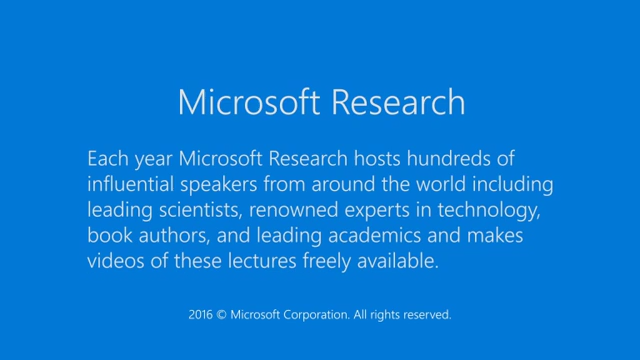 Microsoft Research
Each year Microsoft Research hosts hundreds of
influential speakers from around the world including
leading scientists, renowned experts in technology,
book authors, and leading academics and makes
videos of these lectures freely available.
2016 © Microsoft Corporation. All rights reserved.